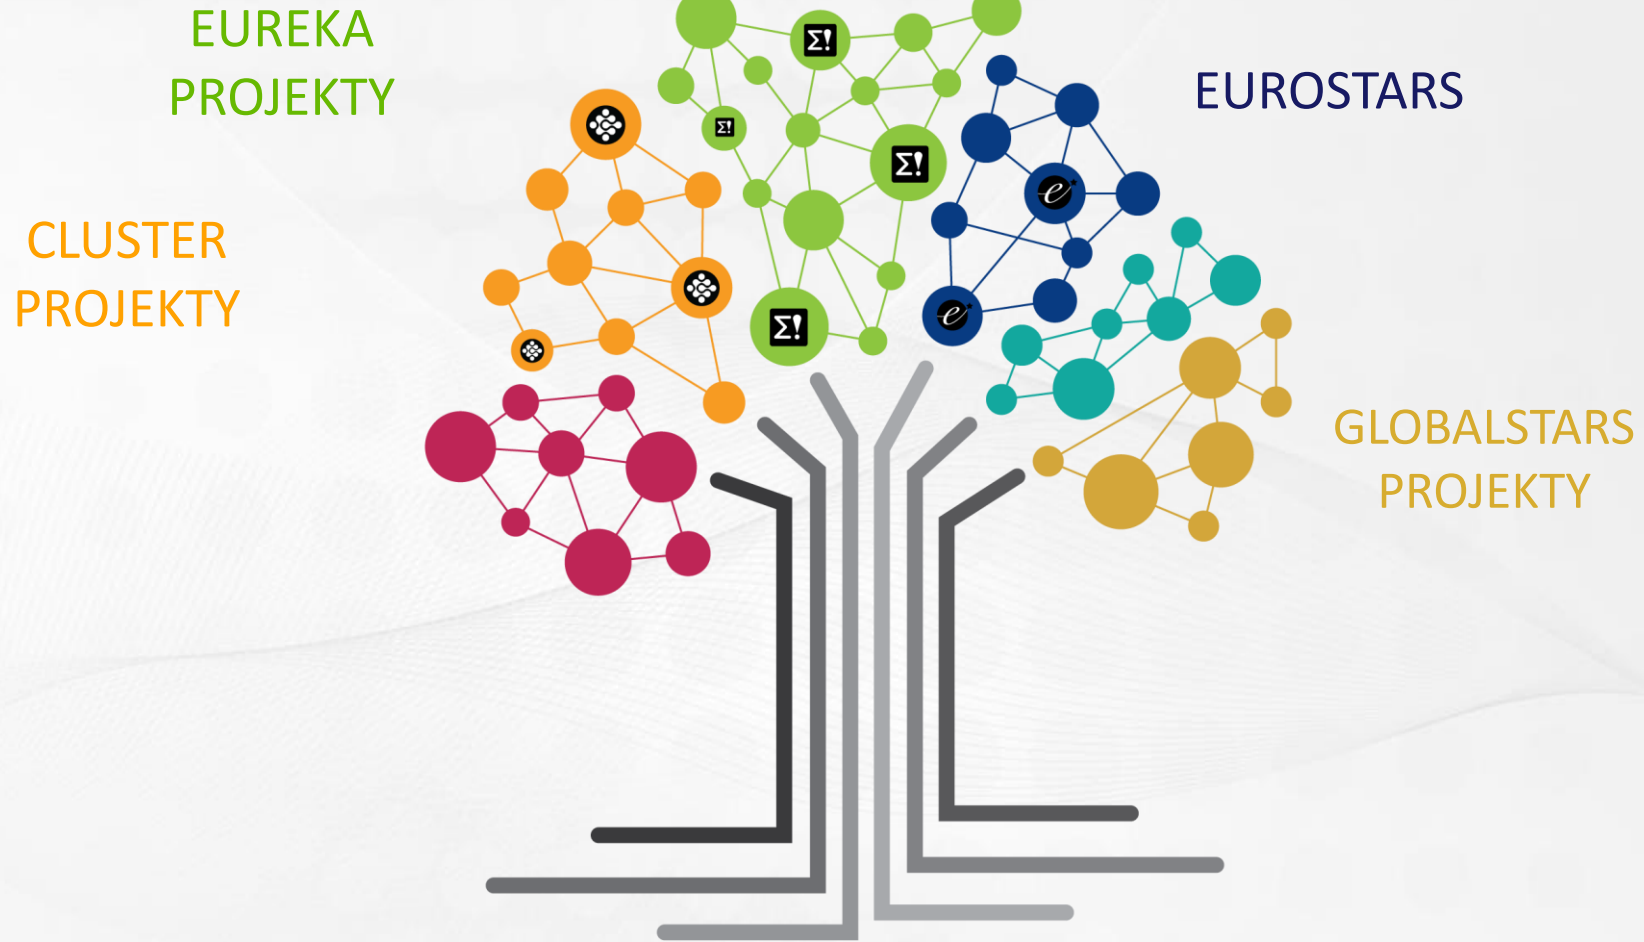 EUREKA
PROJEKTY
Σ!
Σ!
Σ!
Σ!
EUROSTARS
e*
e*
CLUSTER
PROJEKTY
GLOBALSTARS
PROJEKTY